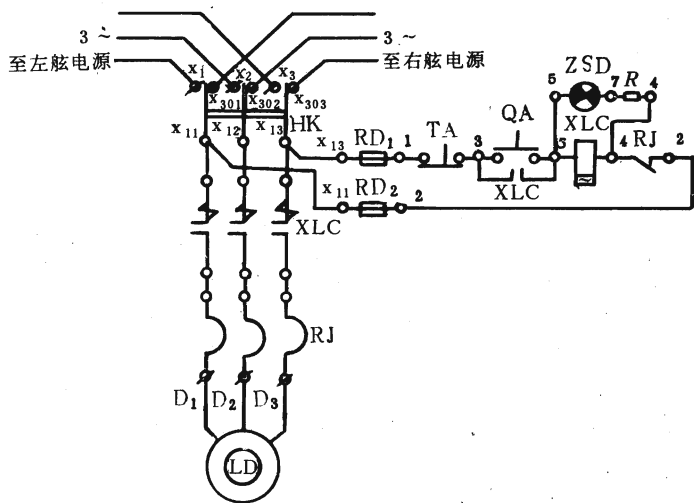 3～ 3～
至左舷电源 x1 x2 x3 至右舷电源
x301 x302 x303
HK
x11 x12 x13
x13 RD1 1 TA 3 QA 5 XLC 4 RJ 2
5 ZSD 7 R 4
XLC
x11 RD2 2 2
XLC
RJ
D1 D2 D3
LD